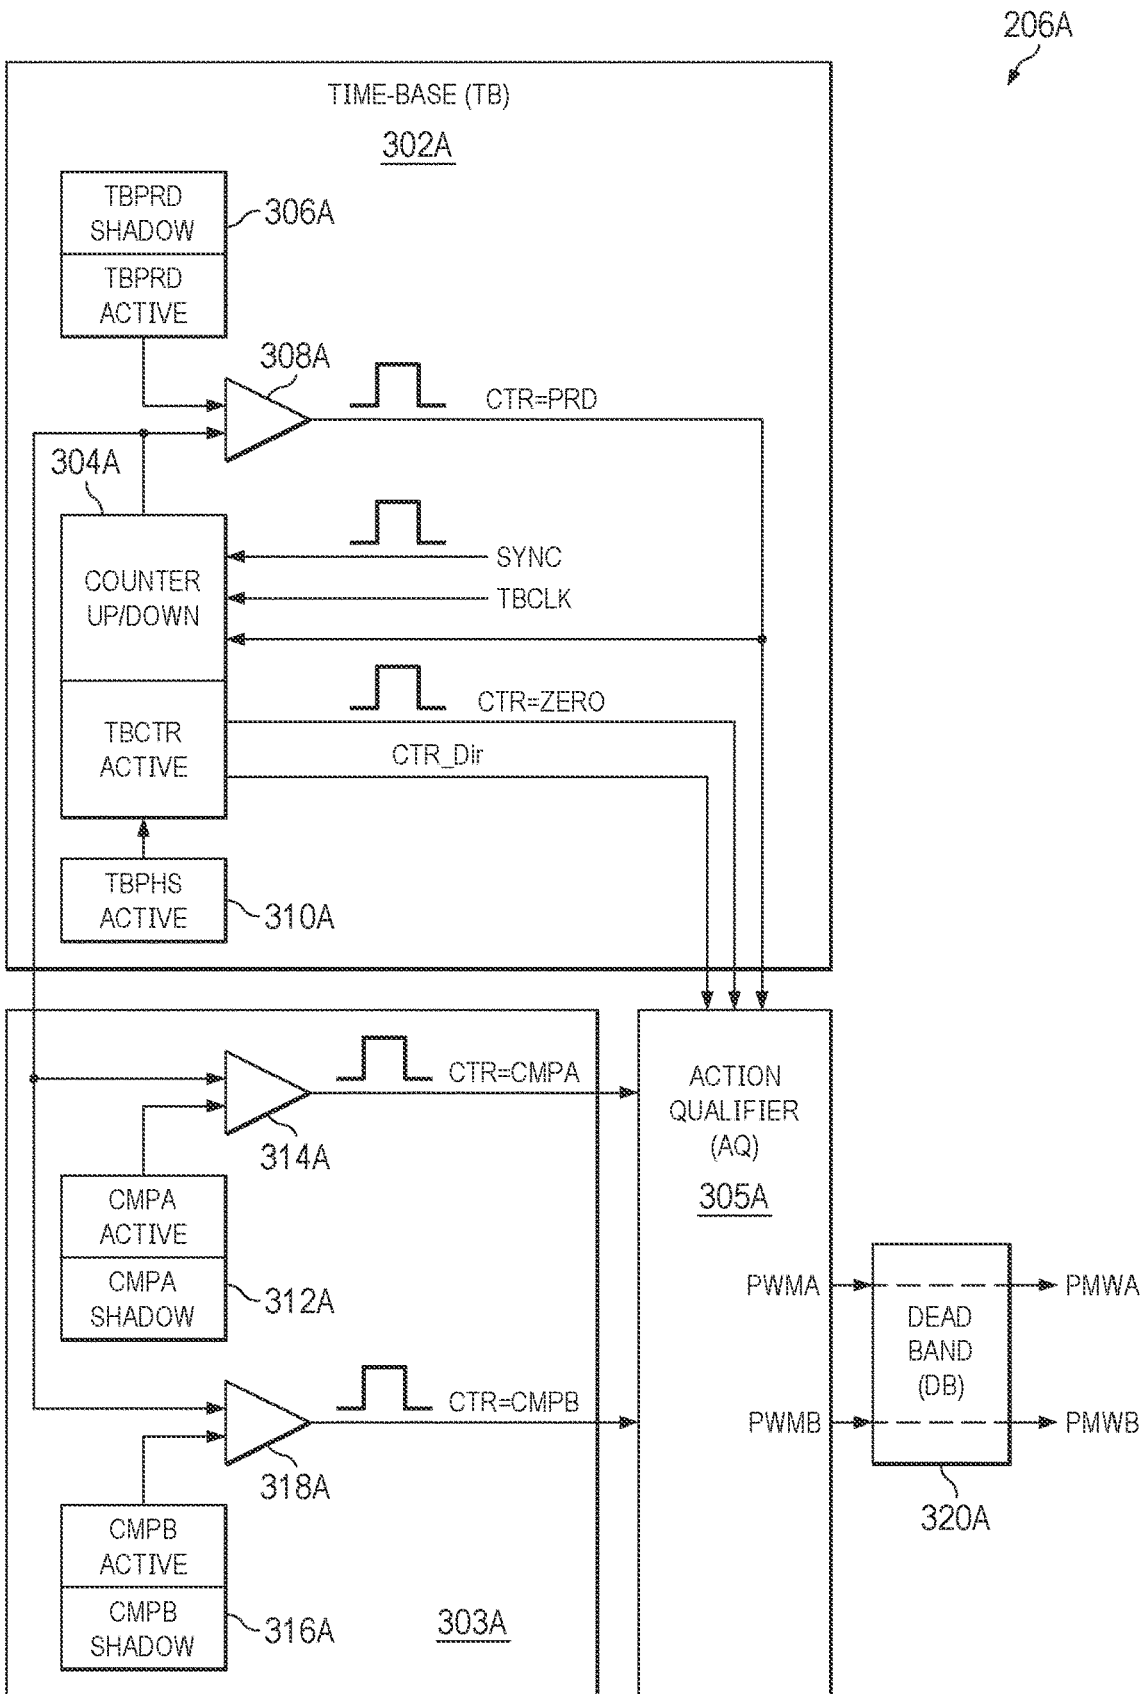 206A
TIME-BASE (TB)
302A
TBPRD
SHADOW
306A
TBPRD
ACTIVE
308A
CTR=PRD
304A
SYNC
COUNTER
UP/DOWN
TBCLK
CTR=ZERO
TBCTR
ACTIVE
CTR_Dir
TBPHS
ACTIVE
310A
CTR=CMPA
314A
ACTION
QUALIFIER
(AQ)
305A
CMPA
ACTIVE
CMPA
SHADOW
312A
PWMA
PMWA
DEAD
BAND
(DB)
CTR=CMPB
318A
PWMB
PMWB
320A
CMPB
ACTIVE
CMPB
SHADOW
316A
303A